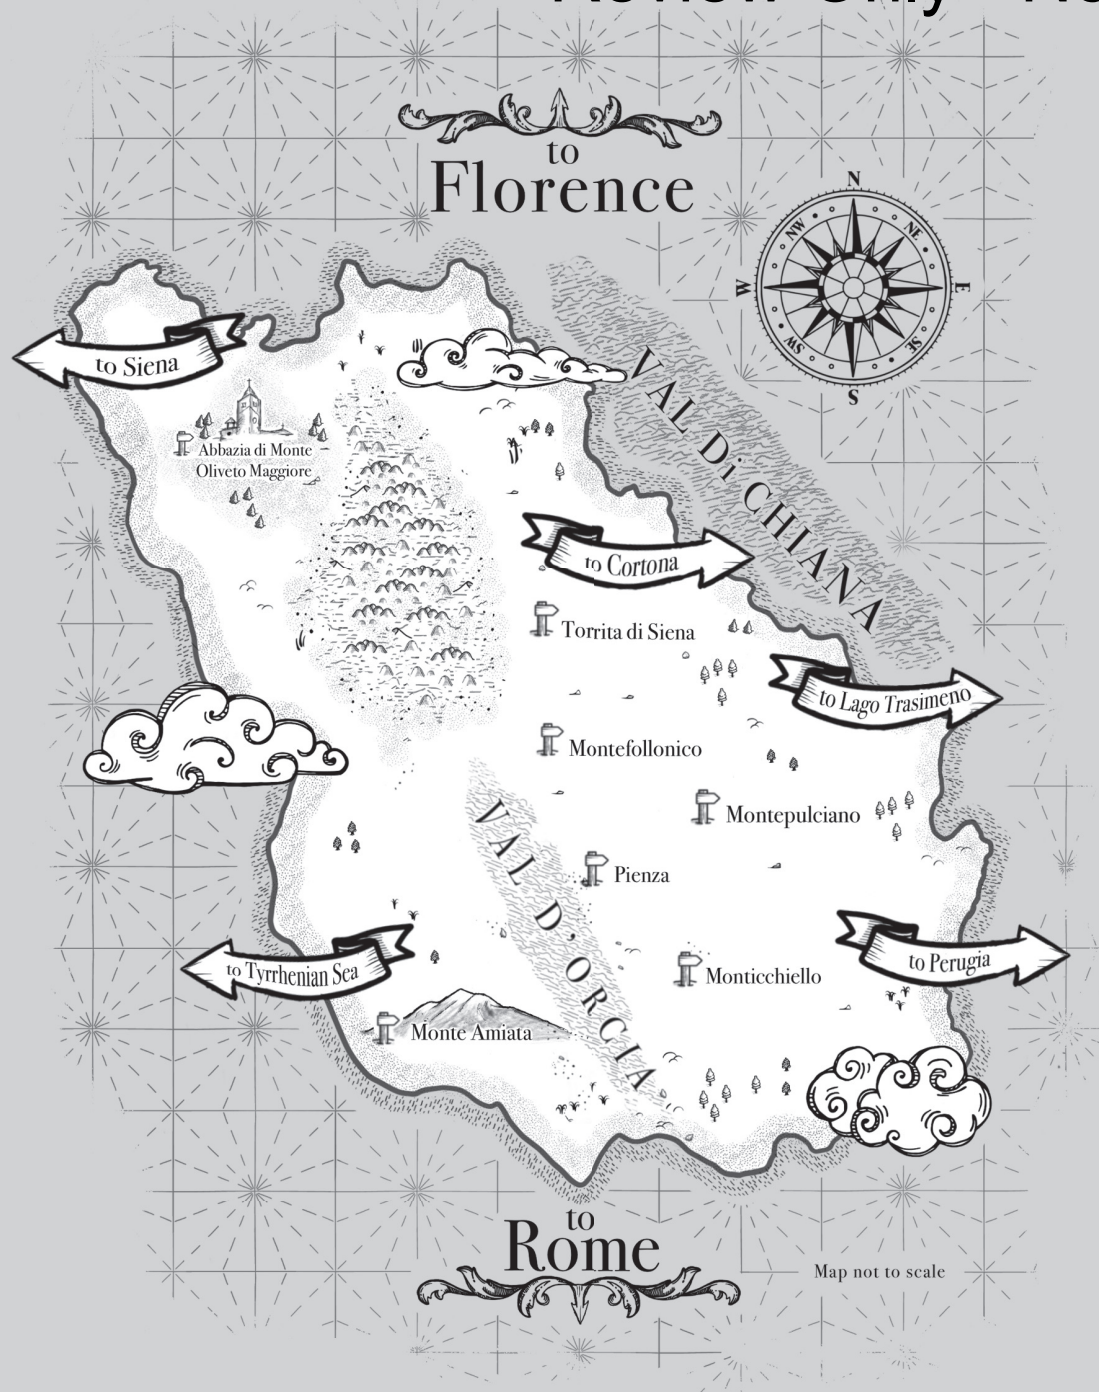 to
Florence
N
NW
NE
W
E
SW
SE
S
to Siena
VAL Di CHIANA
Abbazia di Monte
Oliveto Maggiore
to Cortona
Torrita di Siena
to Lago Trasimeno
Montefollonico
VAL D'ORCIA
Montepulciano
Pienza
to Tyrrhenian Sea
to Perugia
Monticchiello
Monte Amiata
to
Rome
Map not to scale